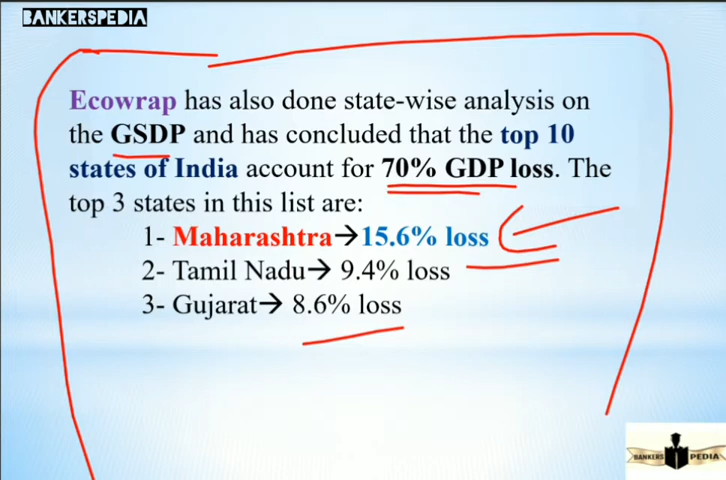 BANKERSPEDIA
Ecowrap has also done state-wise analysis on
the GSDP and has concluded that the top 10
states of India account for 70% GDP loss. The
top 3 states in this list are:
1- Maharashtra→15.6% loss
2- Tamil Nadu→ 9.4% loss
3- Gujarat→ 8.6% loss
BANKERS PEDIA